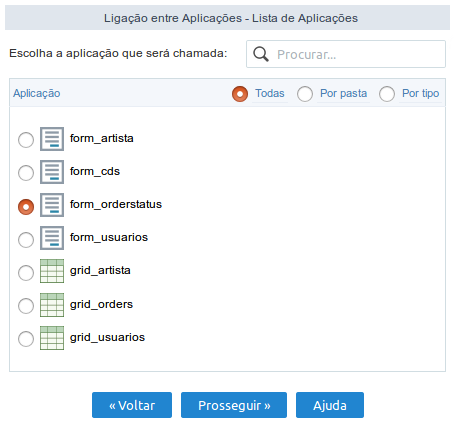 Ligação entre Aplicações - Lista de Aplicações
Escolha a aplicação que será chamada: Procurar...
Aplicação Todas Por pasta Por tipo
form_artista
form_cds
form_orderstatus
form_usuarios
grid_artista
grid_orders
grid_usuarios
« Voltar Prosseguir » Ajuda